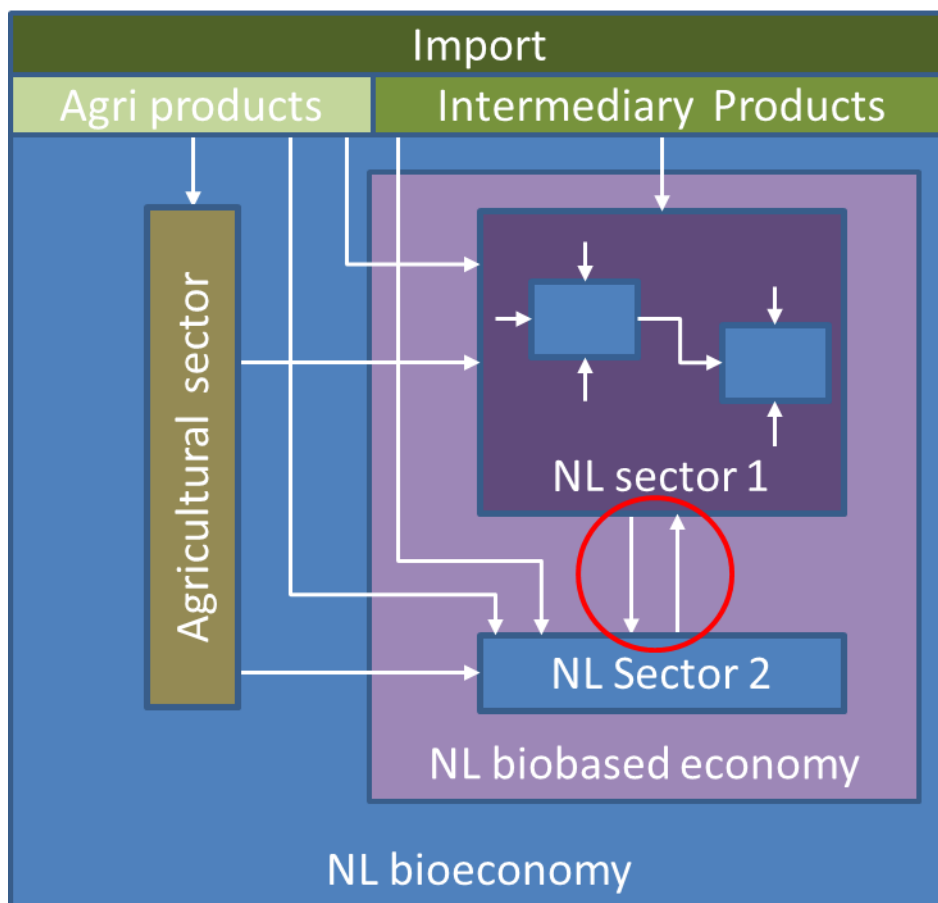 Import
Agri products
Intermediary Products
Agricultural sector
NL sector 1
NL Sector 2
NL biobased economy
NL bioeconomy